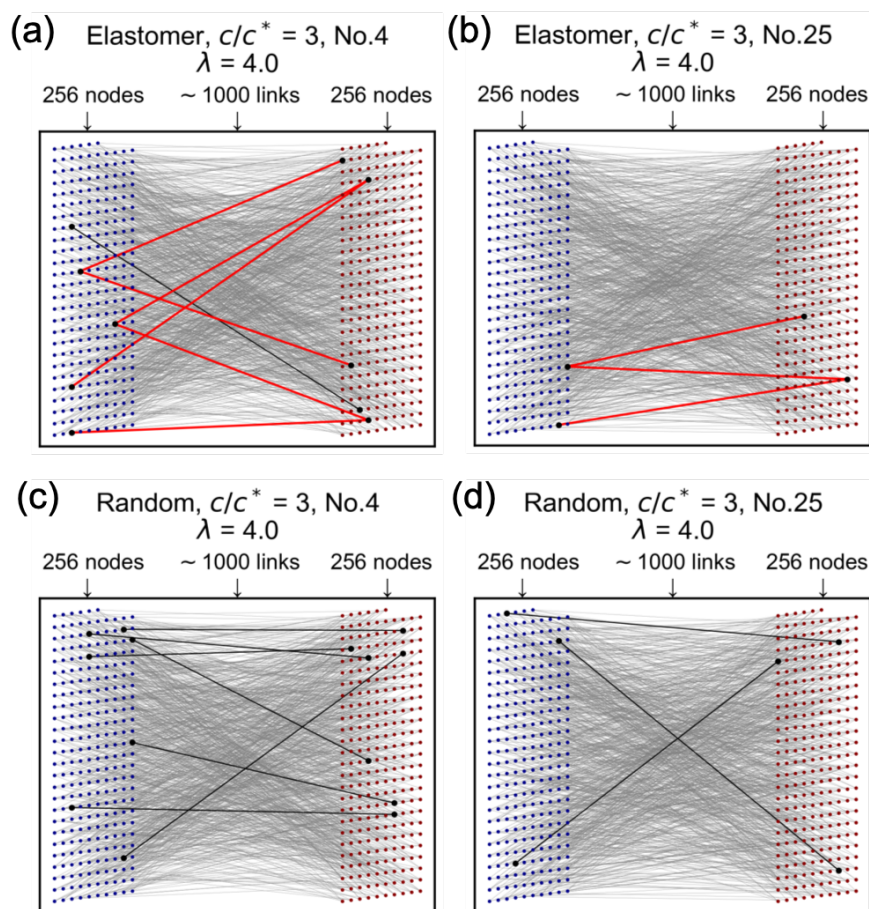 (a)
Elastomer, c/c* = 3, No.4
λ = 4.0
256 nodes ~ 1000 links 256 nodes
(b)
Elastomer, c/c* = 3, No.25
λ = 4.0
256 nodes ~ 1000 links 256 nodes
(c)
Random, c/c* = 3, No.4
λ = 4.0
256 nodes ~ 1000 links 256 nodes
(d)
Random, c/c* = 3, No.25
λ = 4.0
256 nodes ~ 1000 links 256 nodes